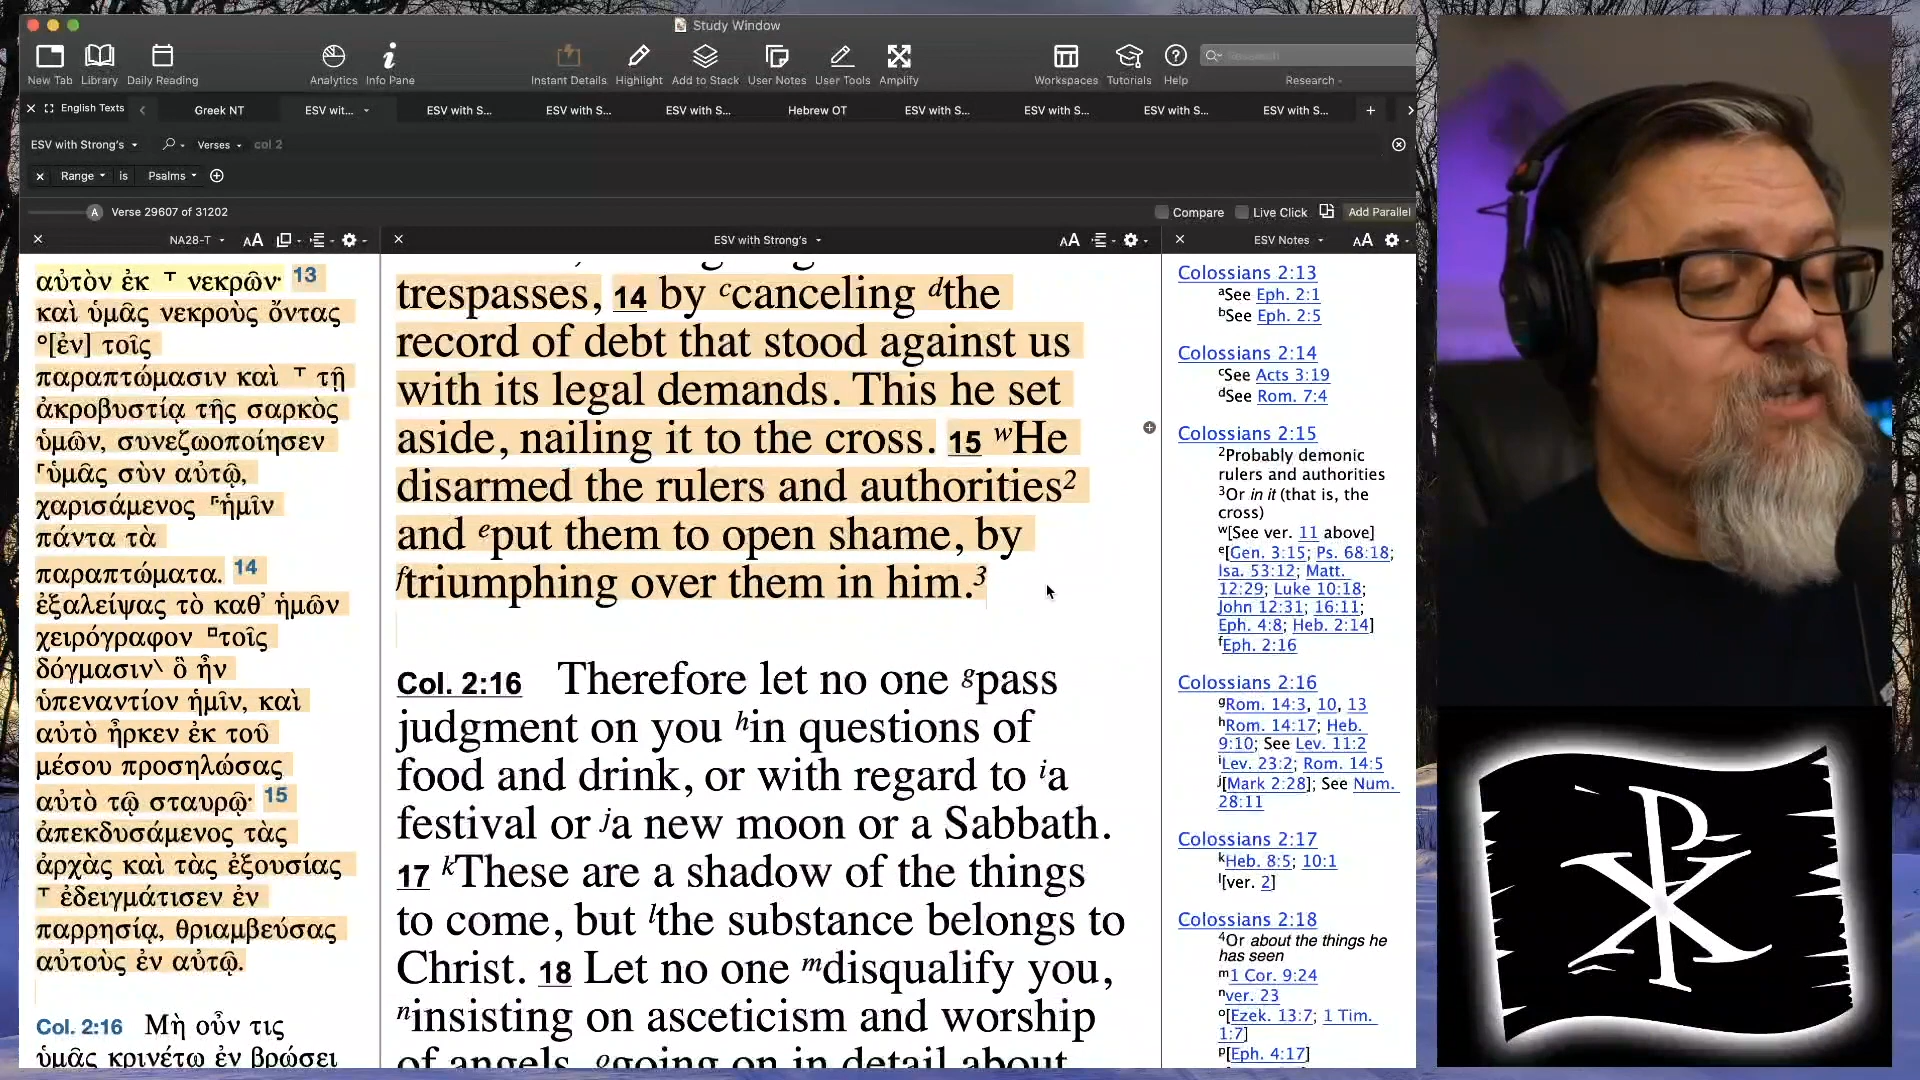 Study Window
New Tab Library Daily Reading Analytics Info Pane Instant Details Highlight Add to Stack User Notes User Tools Amplify Workspaces Tutorials Help Research
English Texts Greek NT ESV wit... ESV with S... ESV with S... ESV with S... Hebrew OT ESV with S... ESV with S... ESV with S... ESV with S...
ESV with Strong's Verses col 2
Range is Psalms
A Verse 29607 of 31202 Compare Live Click Add Parallel
NA28-T ESV with Strong's ESV Notes
αὐτὸν ἐκ ⸆ νεκρῶν· 13
καὶ ὑμᾶς νεκροὺς ὄντας
°[ἐν] τοῖς
παραπτώμασιν καὶ ⸆ τῇ
ἀκροβυστίᾳ τῆς σαρκὸς
ὑμῶν, συνεζωοποίησεν
⸀ὑμᾶς σὺν αὐτῷ,
χαρισάμενος ⸁ἡμῖν
πάντα τὰ
παραπτώματα. 14
ἐξαλείψας τὸ καθ’ ἡμῶν
χειρόγραφον ⸋τοῖς
δόγμασιν⸌ ὃ ἦν
ὑπεναντίον ἡμῖν, καὶ
αὐτὸ ἦρκεν ἐκ τοῦ
μέσου προσηλώσας
αὐτὸ τῷ σταυρῷ· 15
ἀπεκδυσάμενος τὰς
ἀρχὰς καὶ τὰς ἐξουσίας
⸆ ἐδειγμάτισεν ἐν
παρρησίᾳ, θριαμβεύσας
αὐτοὺς ἐν αὐτῷ.
Col. 2:16 Μὴ οὖν τις
ὑμᾶς κρινέτω ἐν βρώσει
trespasses, 14 by ccanceling dthe
record of debt that stood against us
with its legal demands. This he set
aside, nailing it to the cross. 15 wHe
disarmed the rulers and authorities2
and eput them to open shame, by
ftriumphing over them in him.3
Col. 2:16 Therefore let no one gpass
judgment on you hin questions of
food and drink, or with regard to ia
festival or ja new moon or a Sabbath.
17 kThese are a shadow of the things
to come, but lthe substance belongs to
Christ. 18 Let no one mdisqualify you,
ninsisting on asceticism and worship
of angels, ogoing on in detail about
Colossians 2:13
aSee Eph. 2:1
bSee Eph. 2:5
Colossians 2:14
cSee Acts 3:19
dSee Rom. 7:4
Colossians 2:15
2Probably demonic
rulers and authorities
3Or in it (that is, the
cross)
w[See ver. 11 above]
e[Gen. 3:15; Ps. 68:18;
Isa. 53:12; Matt.
12:29; Luke 10:18;
John 12:31; 16:11;
Eph. 4:8; Heb. 2:14]
fEph. 2:16
Colossians 2:16
gRom. 14:3, 10, 13
hRom. 14:17; Heb.
9:10; See Lev. 11:2
iLev. 23:2; Rom. 14:5
j[Mark 2:28]; See Num.
28:11
Colossians 2:17
kHeb. 8:5; 10:1
l[ver. 2]
Colossians 2:18
4Or about the things he
has seen
m1 Cor. 9:24
nver. 23
o[Ezek. 13:7; 1 Tim.
1:7]
p[Eph. 4:17]